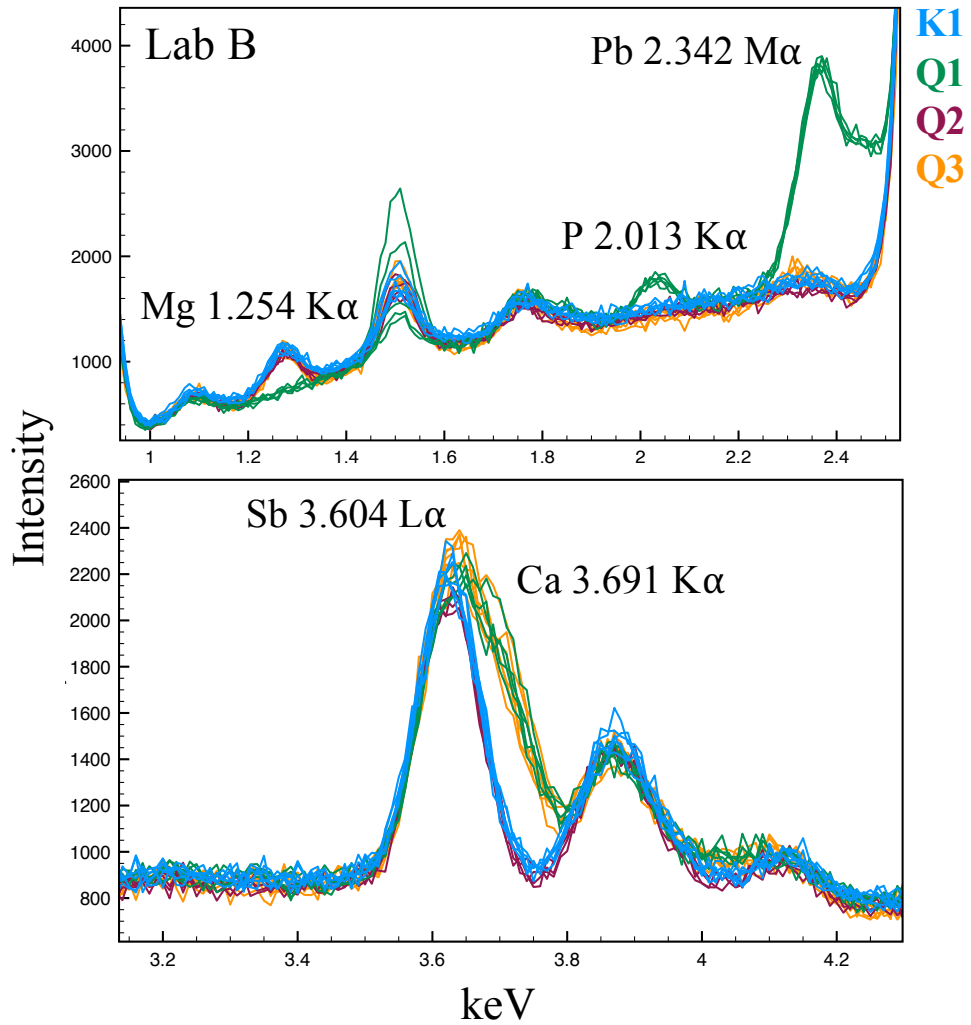 Lab B
Pb 2.342 Mα
K1
Q1
Q2
Q3
P 2.013 Kα
Mg 1.254 Kα
4000
3000
2000
1000
1 1.2 1.4 1.6 1.8 2 2.2 2.4
Intensity
2600
2400
2200
2000
1800
1600
1400
1200
1000
800
Sb 3.604 Lα
Ca 3.691 Kα
3.2 3.4 3.6 3.8 4 4.2
keV